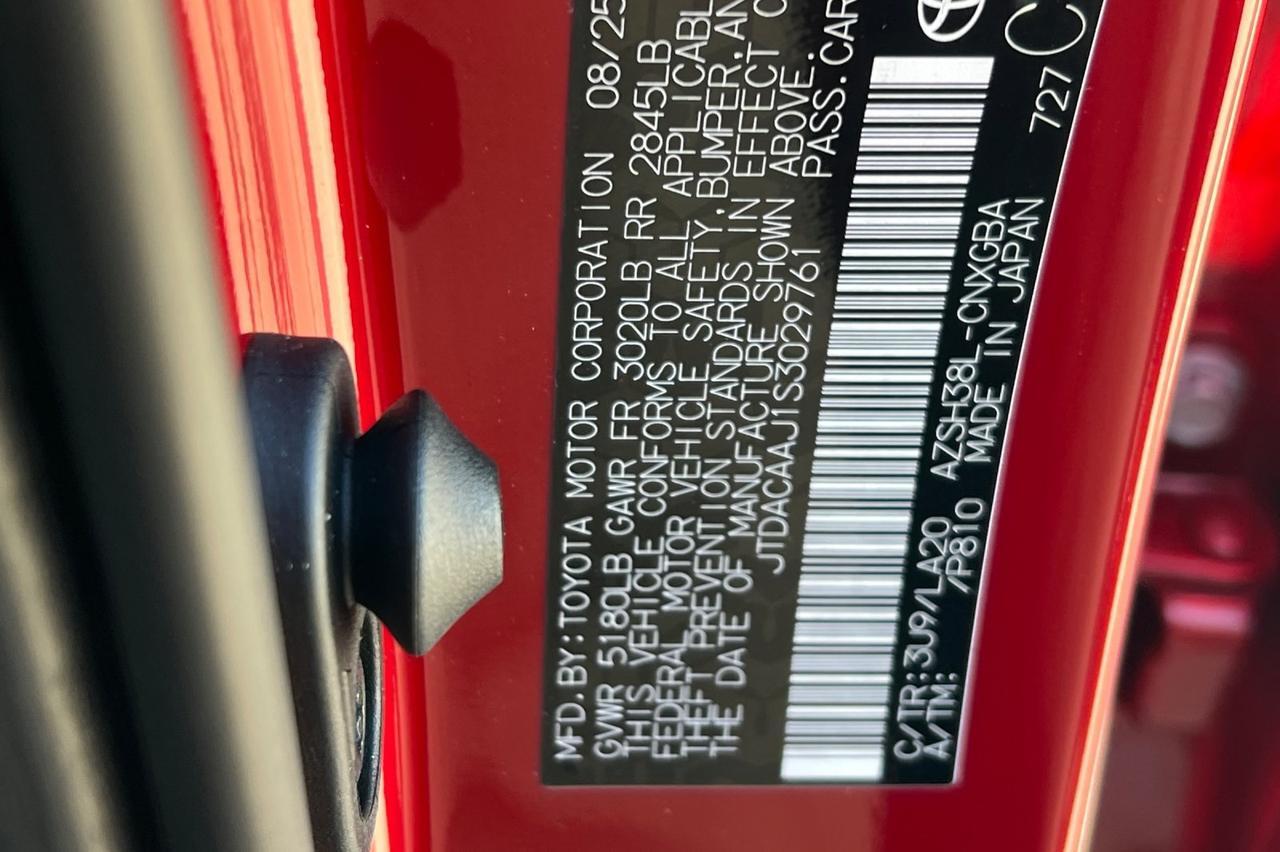 MFD.BY:TOYOTA MOTOR CORPORATION 08/25
GVWR 5180LB GAWR FR 3020LB RR 2845LB
THIS VEHICLE CONFORMS TO ALL APPLICABL
FEDERAL MOTOR VEHICLE SAFETY,BUMPER,AN
THEFT PREVENTION STANDARDS IN EFFECT O
THE DATE OF MANUFACTURE SHOWN ABOVE.
JTDACAAJ1S3029761 PASS.CAR
C/TR:3U9/LA20 AZSH38L-CNXGBA
A/TM: /P810 MADE IN JAPAN
727 C